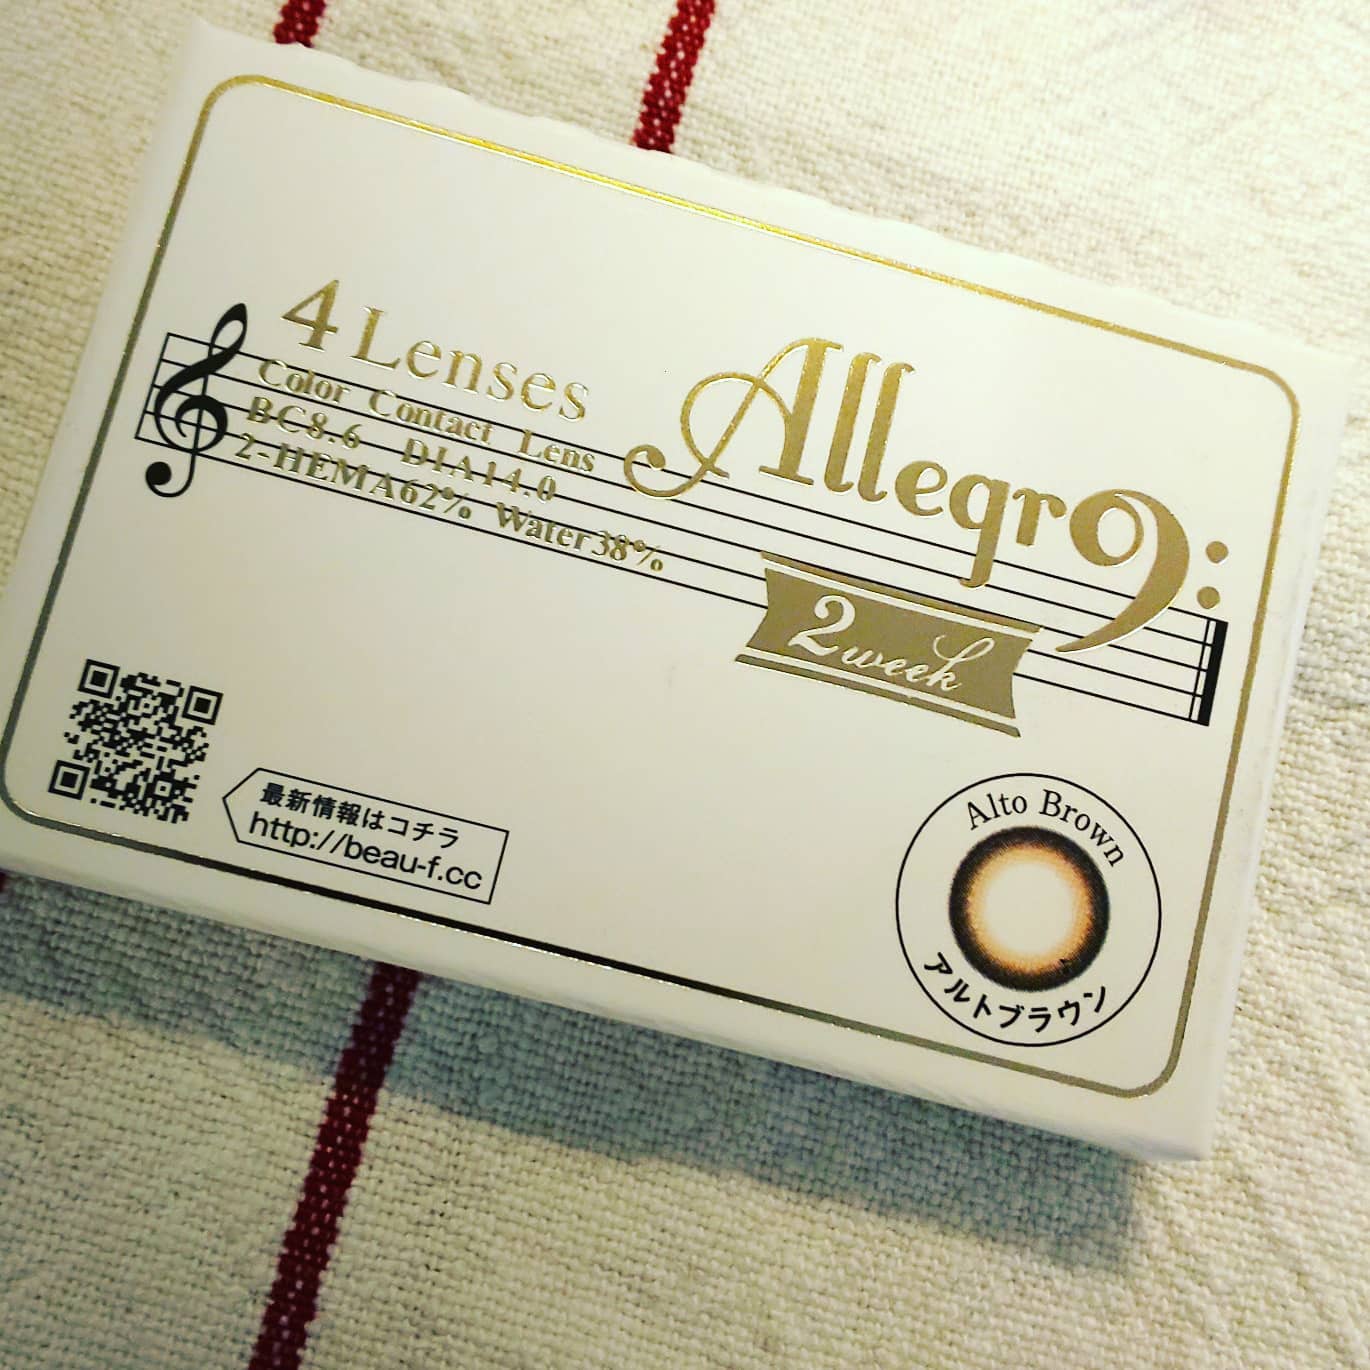 4 Lenses
Color Contact Lens
BC8.6 DIA14.0
2-HEMA62% Water38%
Allegro
2week
最新情報はコチラ
http://beau-f.cc
Alto Brown
アルトブラウン